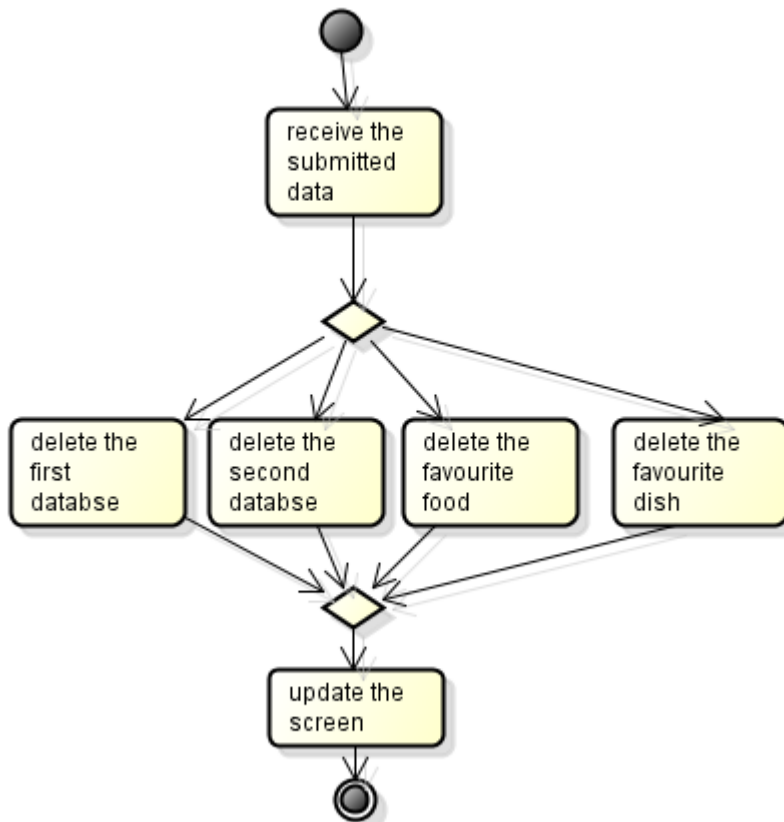 receive the
submitted
data
delete the
first
databse
delete the
second
databse
delete the
favourite
food
delete the
favourite
dish
update the
screen